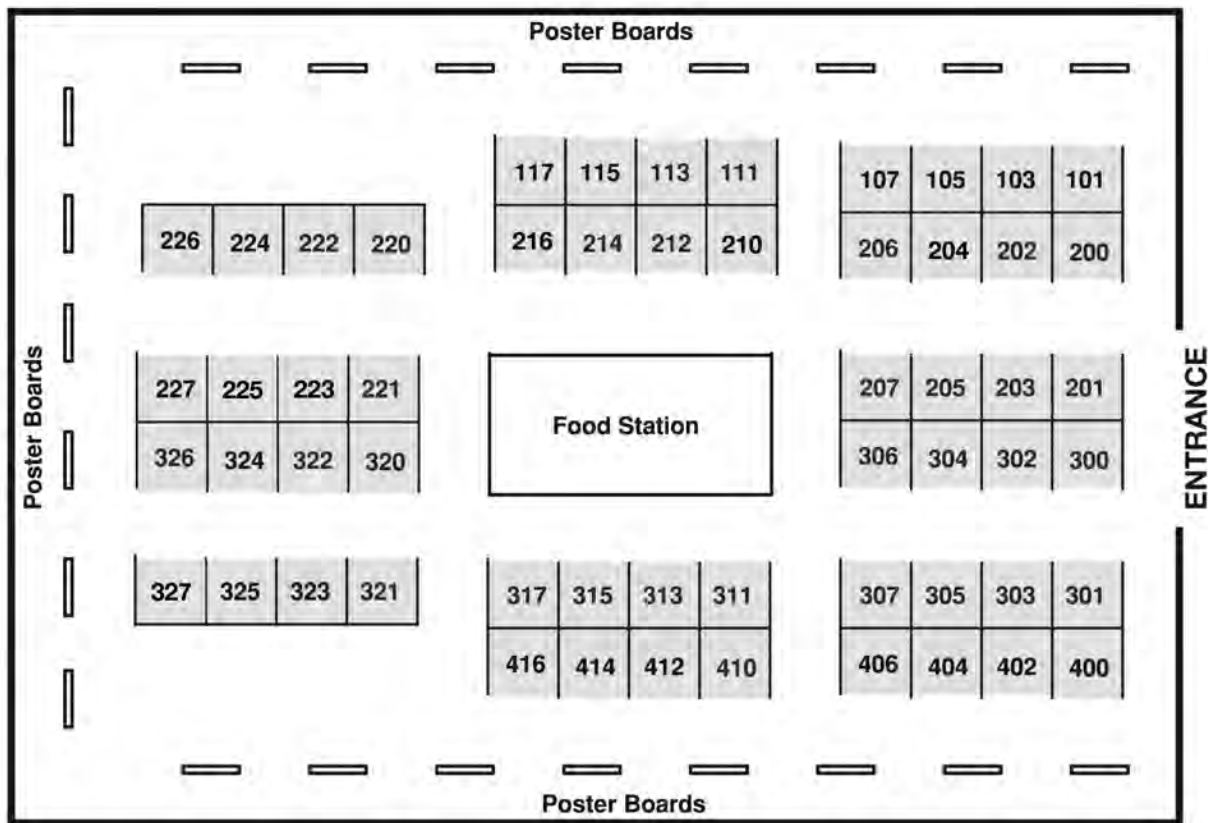 Poster Boards
117 115 113 111
107 105 103 101
226 224 222 220
216 214 212 210
206 204 202 200
Poster Boards
227 225 223 221
326 324 322 320
Food Station
207 205 203 201
306 304 302 300
ENTRANCE
327 325 323 321
317 315 313 311
416 414 412 410
307 305 303 301
406 404 402 400
Poster Boards